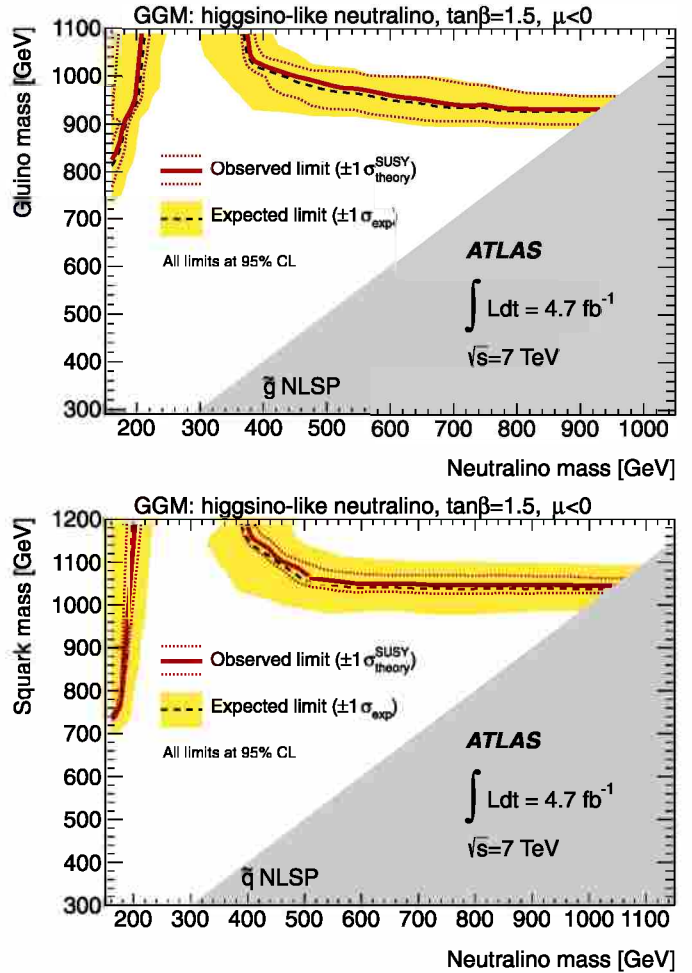 GGM: higgsino-like neutralino, tanβ=1.5, μ<0
Gluino mass [GeV]
1100
1000
900
800
700
600
500
400
300
Observed limit (±1 σ^SUSY_theory)
Expected limit (±1 σ_exp)
All limits at 95% CL
ATLAS
∫ Ldt = 4.7 fb⁻¹
√s=7 TeV
g̃ NLSP
200 300 400 500 600 700 800 900 1000
Neutralino mass [GeV]
GGM: higgsino-like neutralino, tanβ=1.5, μ<0
Squark mass [GeV]
1200
1100
1000
900
800
700
600
500
400
300
Observed limit (±1 σ^SUSY_theory)
Expected limit (±1 σ_exp)
All limits at 95% CL
ATLAS
∫ Ldt = 4.7 fb⁻¹
√s=7 TeV
q̃ NLSP
200 300 400 500 600 700 800 900 1000 1100
Neutralino mass [GeV]